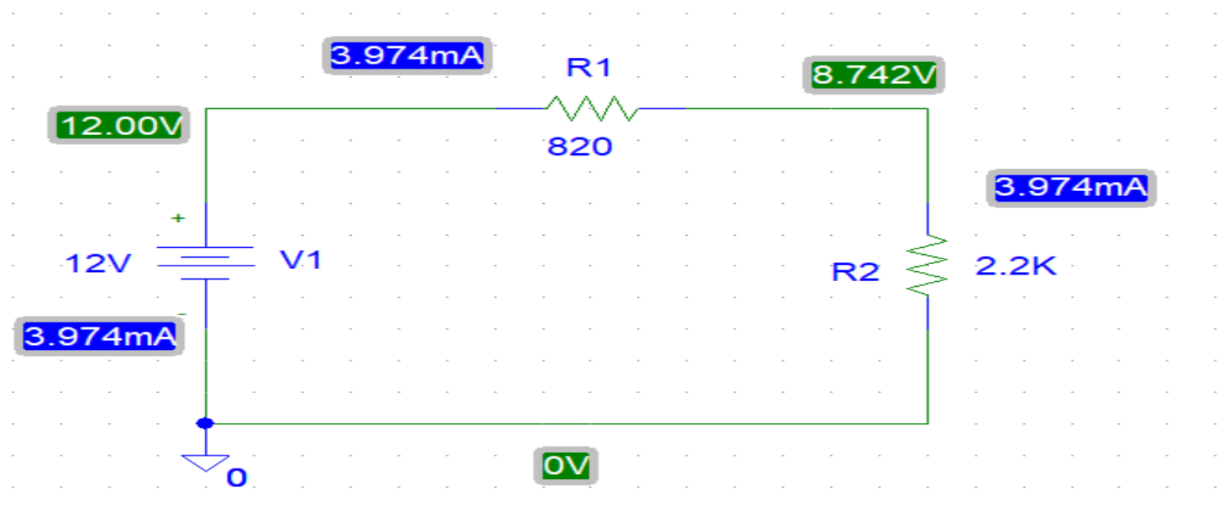 3.974mA
R1
8.742V
12.00V
820
3.974mA
+
12V
V1
R2
2.2K
-
3.974mA
0V
0